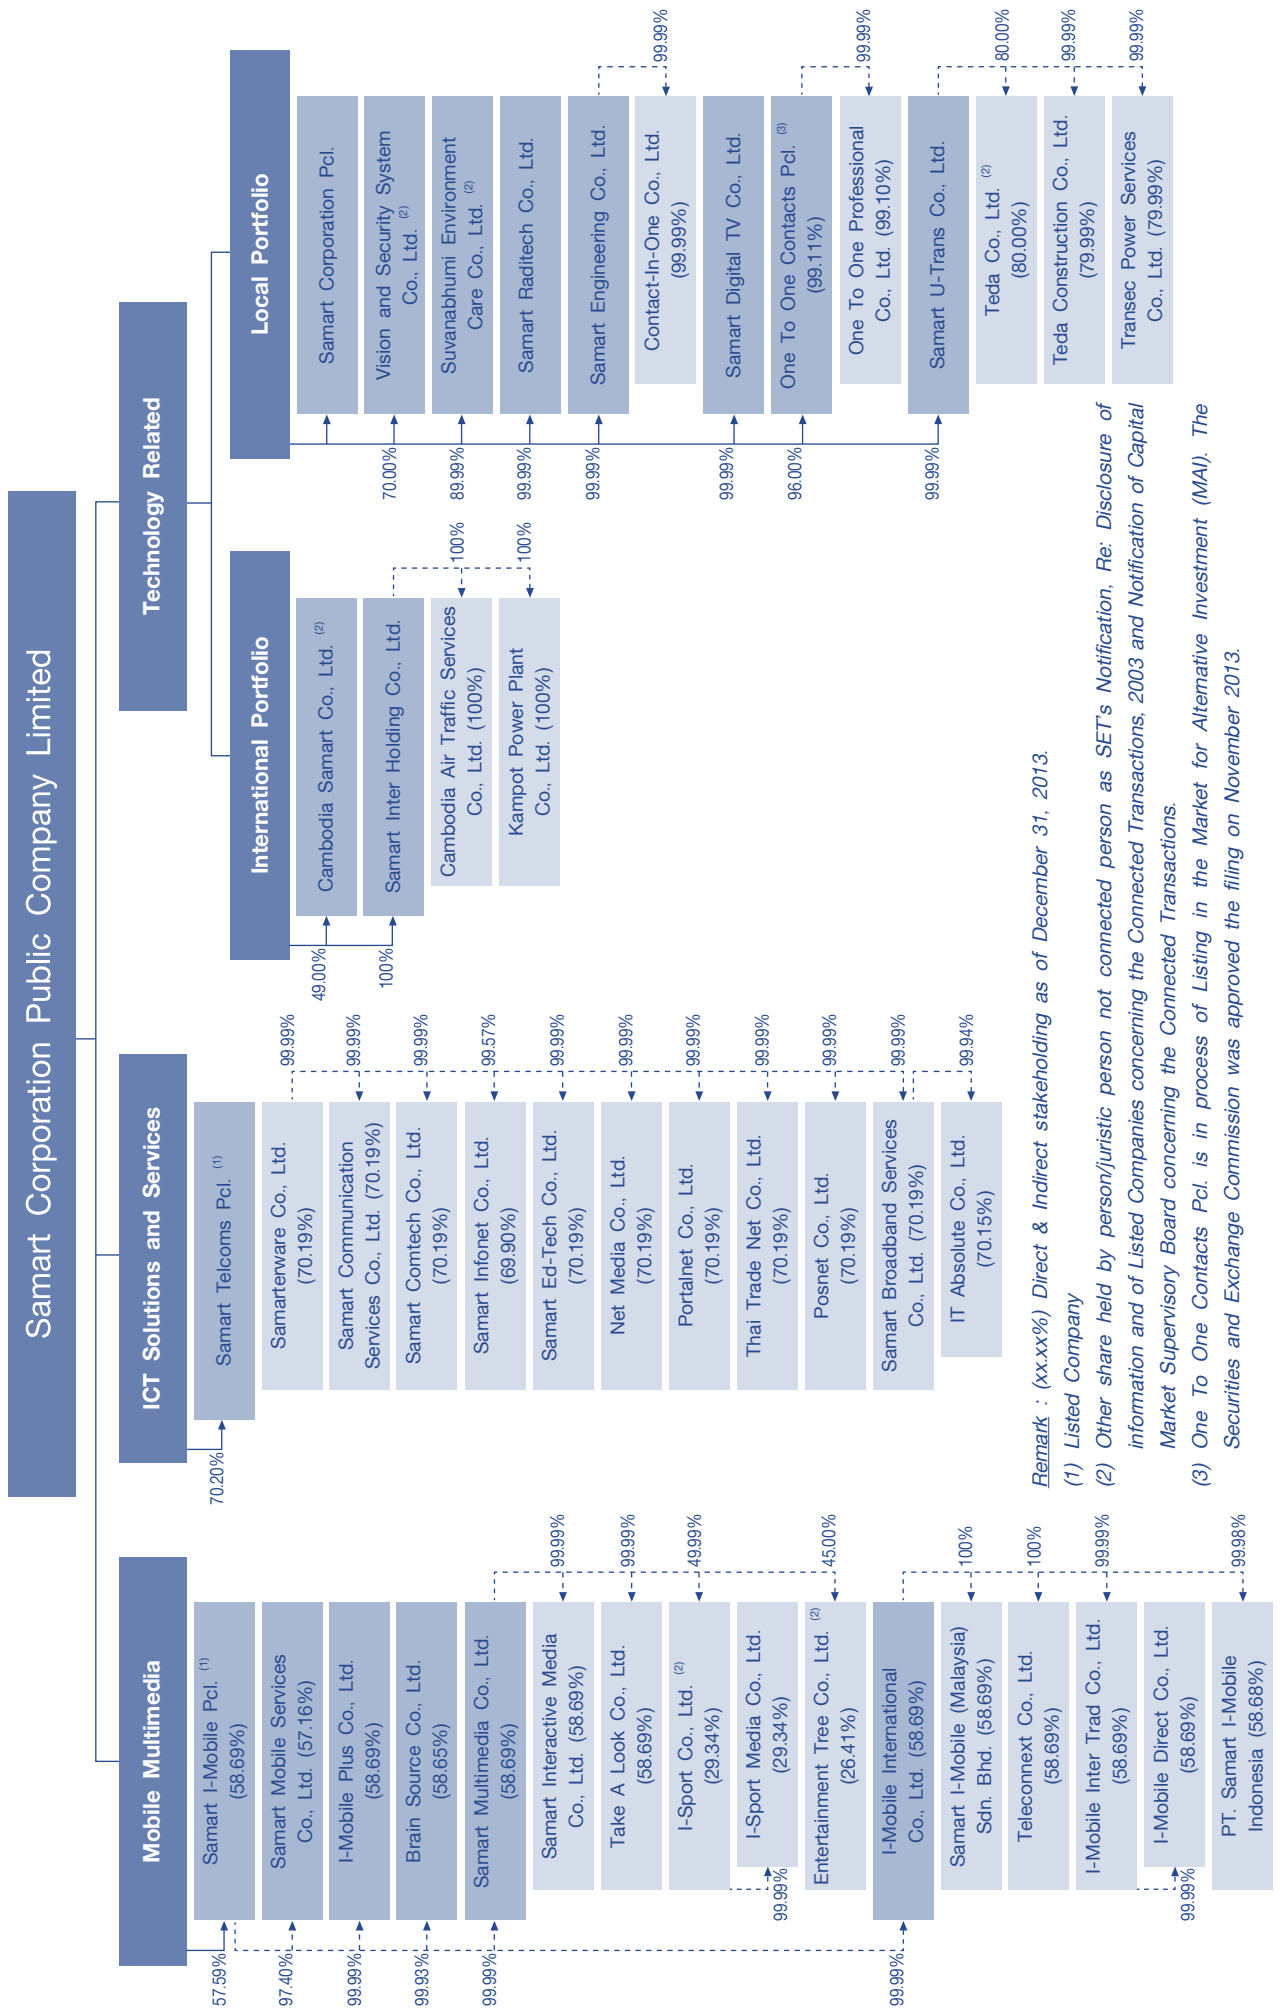 Samart Corporation Public Company Limited
Mobile Multimedia
57.59%
Samart I-Mobile Pcl. (1)
(58.69%)
97.40%
Samart Mobile Services
Co., Ltd. (57.16%)
99.99%
I-Mobile Plus Co., Ltd.
(58.69%)
99.93%
Brain Source Co., Ltd.
(58.65%)
99.99%
Samart Multimedia Co., Ltd.
(58.69%)
Samart Interactive Media
Co., Ltd. (58.69%)
99.99%
Take A Look Co., Ltd.
(58.69%)
99.99%
I-Sport Co., Ltd. (2)
(29.34%)
49.99%
I-Sport Media Co., Ltd.
(29.34%)
99.99%
Entertainment Tree Co., Ltd. (2)
(26.41%)
45.00%
99.99%
I-Mobile International
Co., Ltd. (58.69%)
Samart I-Mobile (Malaysia)
Sdn. Bhd. (58.69%)
100%
Teleconnext Co., Ltd.
(58.69%)
100%
I-Mobile Inter Trad Co., Ltd.
(58.69%)
99.99%
I-Mobile Direct Co., Ltd.
(58.69%)
99.99%
PT. Samart I-Mobile
Indonesia (58.68%)
99.98%
ICT Solutions and Services
70.20%
Samart Telcoms Pcl. (1)
Samarterware Co., Ltd.
(70.19%)
99.99%
Samart Communication
Services Co., Ltd. (70.19%)
99.99%
Samart Comtech Co., Ltd.
(70.19%)
99.99%
Samart Infonet Co., Ltd.
(69.90%)
99.57%
Samart Ed-Tech Co., Ltd.
(70.19%)
99.99%
Net Media Co., Ltd.
(70.19%)
99.99%
Portalnet Co., Ltd.
(70.19%)
99.99%
Thai Trade Net Co., Ltd.
(70.19%)
99.99%
Posnet Co., Ltd.
(70.19%)
99.99%
Samart Broadband Services
Co., Ltd. (70.19%)
99.99%
IT Absolute Co., Ltd.
(70.15%)
99.94%
Technology Related
International Portfolio
49.00%
Cambodia Samart Co., Ltd. (2)
100%
Samart Inter Holding Co., Ltd.
Cambodia Air Traffic Services
Co., Ltd. (100%)
100%
Kampot Power Plant
Co., Ltd. (100%)
100%
Local Portfolio
Samart Corporation Pcl.
70.00%
Vision and Security System
Co., Ltd. (2)
89.99%
Suvanabhumi Environment
Care Co., Ltd. (2)
99.99%
Samart Raditech Co., Ltd.
99.99%
Samart Engineering Co., Ltd.
Contact-In-One Co., Ltd.
(99.99%)
99.99%
99.99%
Samart Digital TV Co., Ltd.
96.00%
One To One Contacts Pcl. (3)
(99.11%)
One To One Professional
Co., Ltd. (99.10%)
99.99%
99.99%
Samart U-Trans Co., Ltd.
Teda Co., Ltd. (2)
(80.00%)
80.00%
Teda Construction Co., Ltd.
(79.99%)
99.99%
Transec Power Services
Co., Ltd. (79.99%)
99.99%
Remark : (xx.xx%) Direct & Indirect stakeholding as of December 31, 2013.
(1) Listed Company
(2) Other share held by person/juristic person not connected person as SET's Notification, Re: Disclosure of
information and of Listed Companies concerning the Connected Transactions, 2003 and Notification of Capital
Market Supervisory Board concerning the Connected Transactions.
(3) One To One Contacts Pcl. is in process of Listing in the Market for Alternative Investment (MAI). The
Securities and Exchange Commission was approved the filing on November 2013.